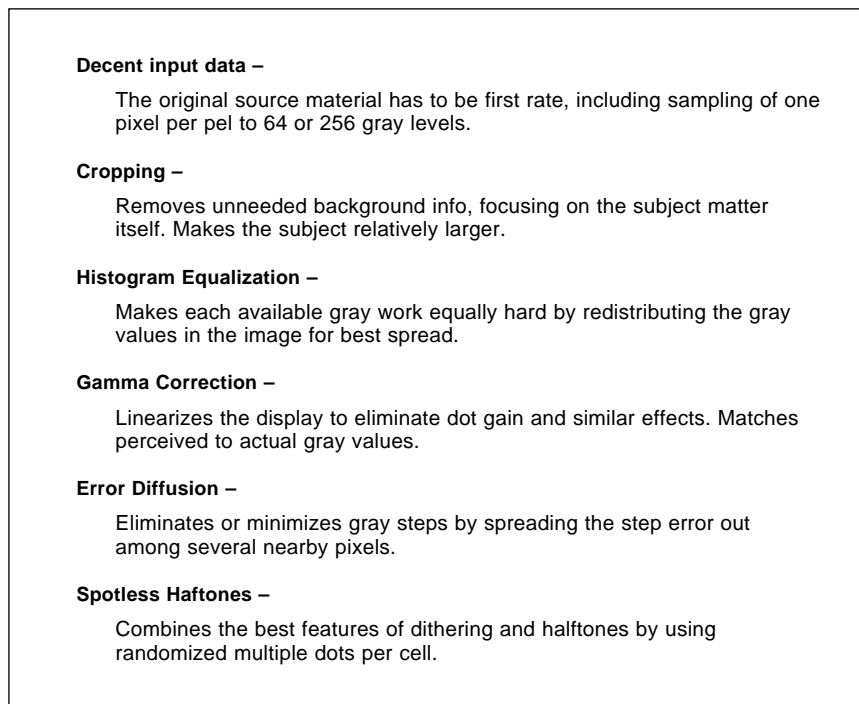 Decent input data –
The original source material has to be first rate, including sampling of one
pixel per pel to 64 or 256 gray levels.
Cropping –
Removes unneeded background info, focusing on the subject matter
itself. Makes the subject relatively larger.
Histogram Equalization –
Makes each available gray work equally hard by redistributing the gray
values in the image for best spread.
Gamma Correction –
Linearizes the display to eliminate dot gain and similar effects. Matches
perceived to actual gray values.
Error Diffusion –
Eliminates or minimizes gray steps by spreading the step error out
among several nearby pixels.
Spotless Haftones –
Combines the best features of dithering and halftones by using
randomized multiple dots per cell.